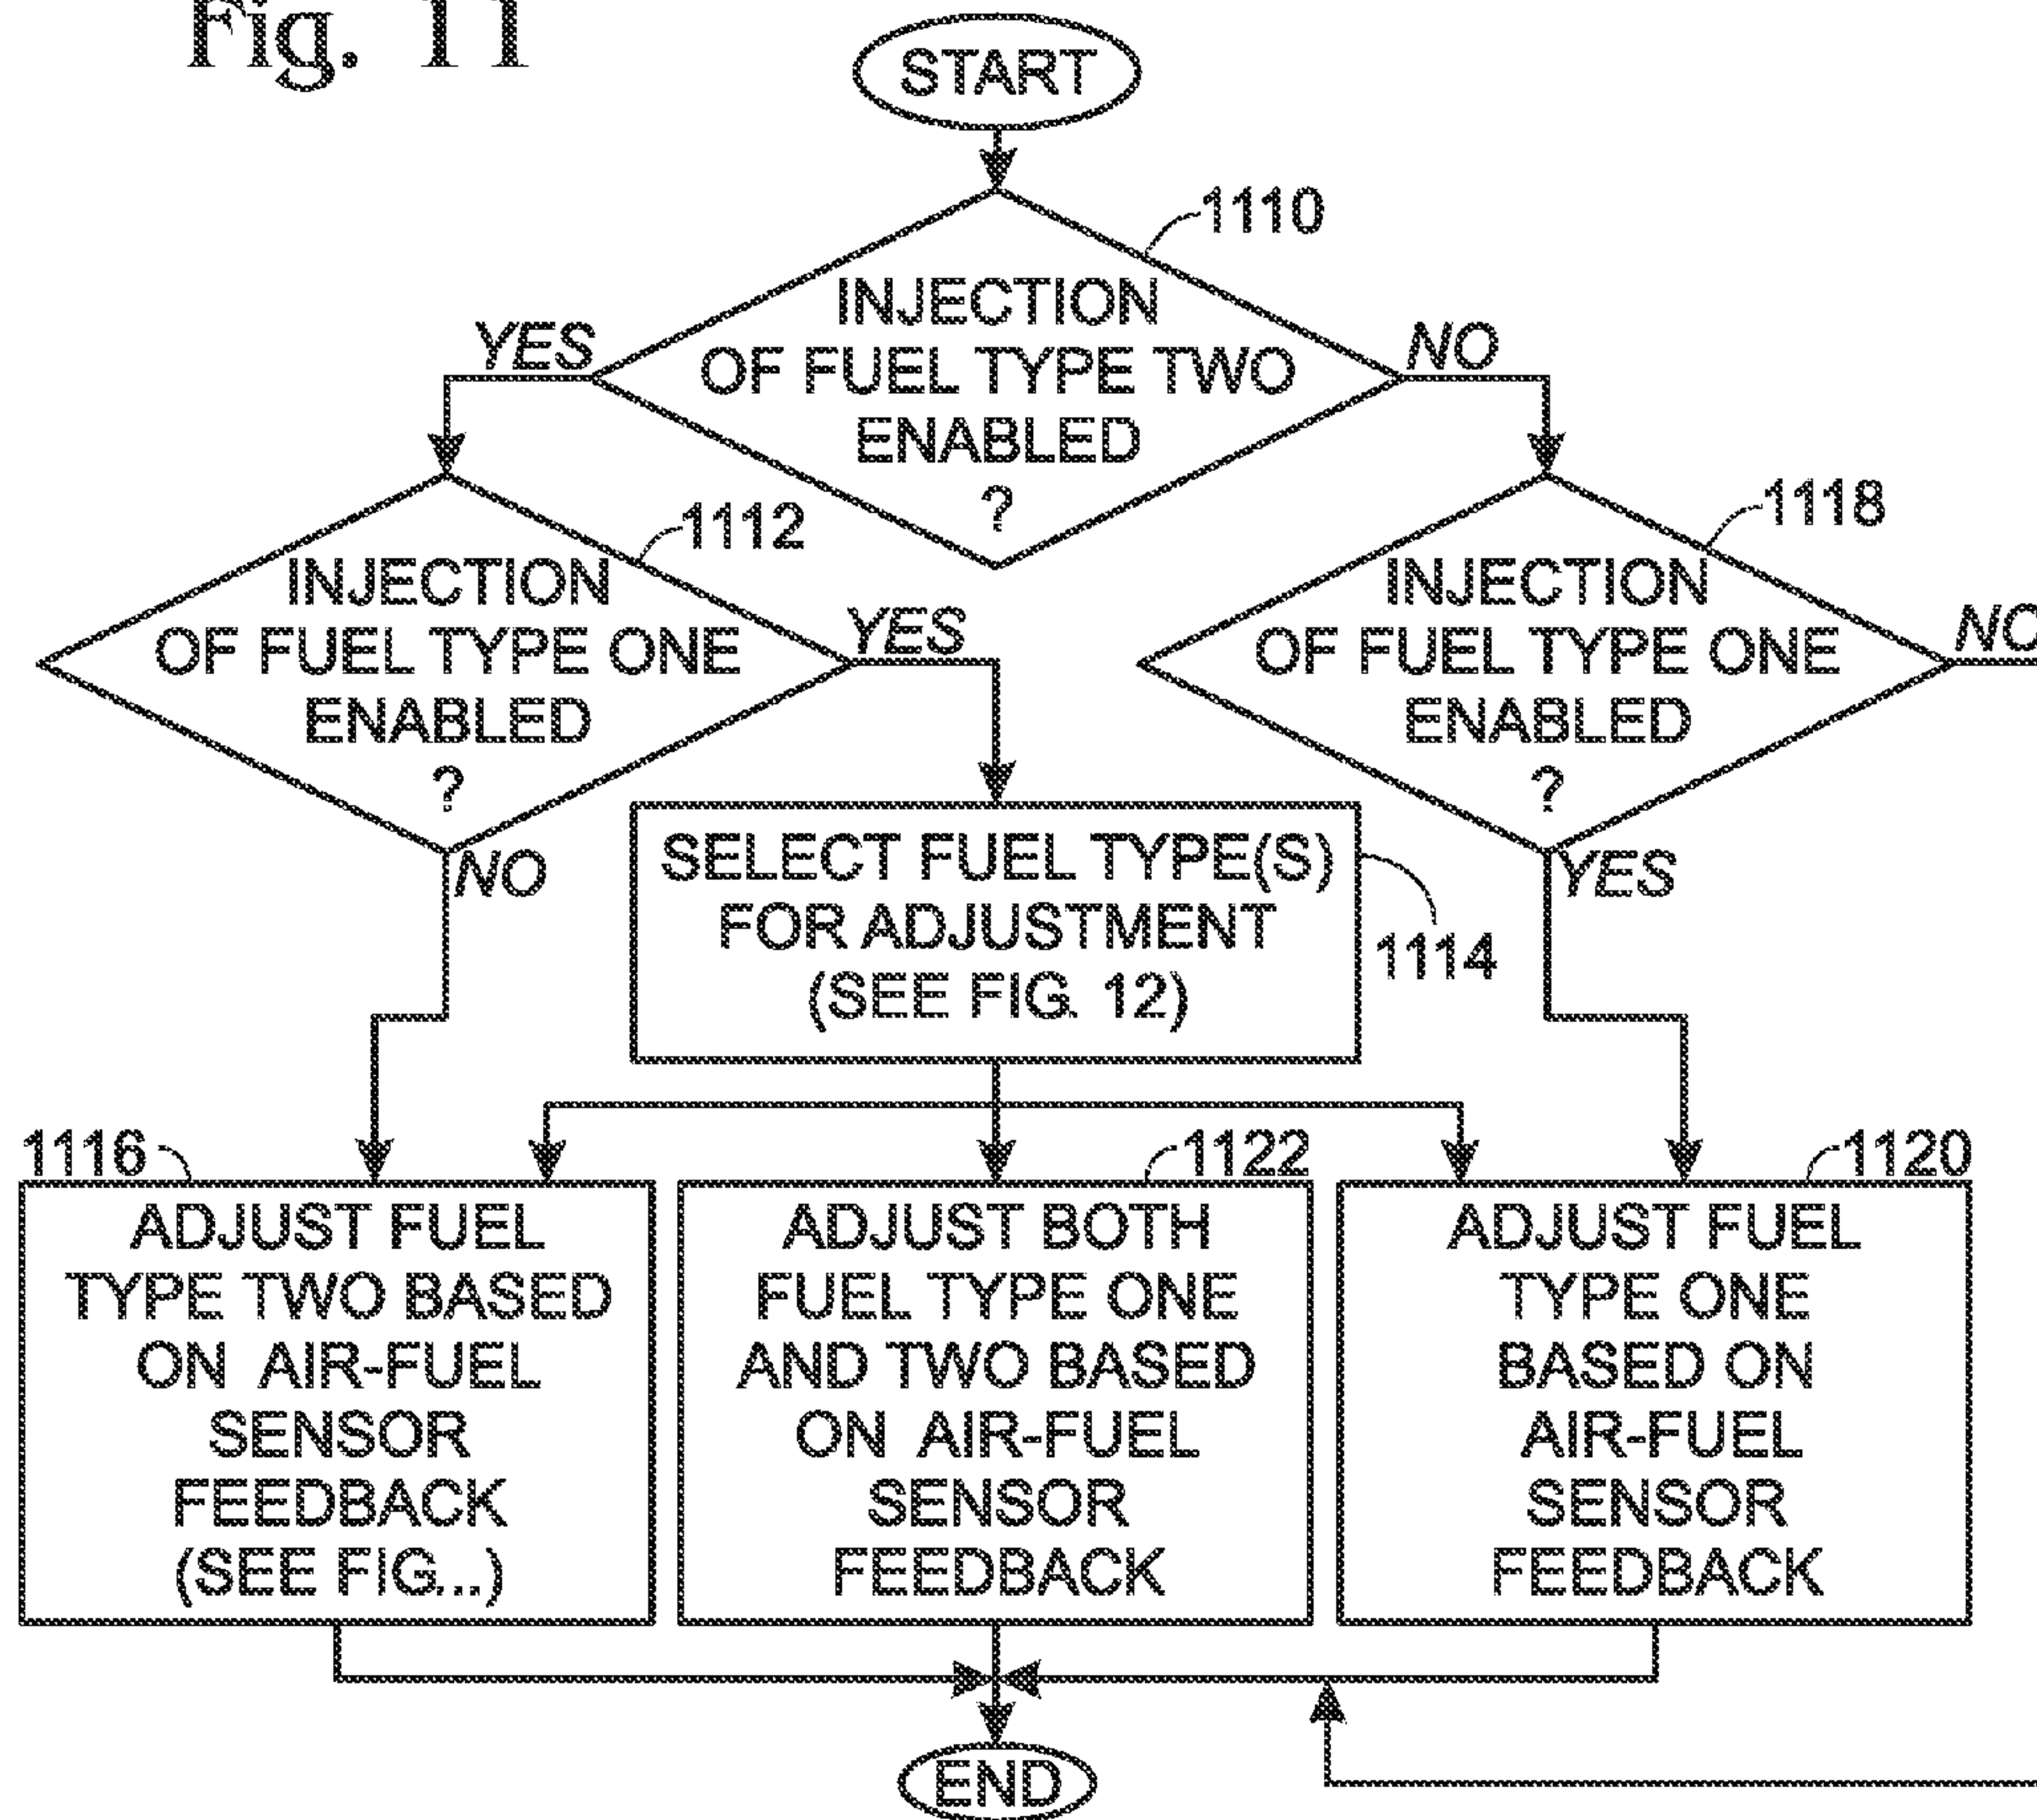 Fig. 11
START
1110
INJECTION
OF FUEL TYPE TWO
ENABLED
?
YES
NO
1112
INJECTION
OF FUEL TYPE ONE
ENABLED
?
YES
NO
1118
INJECTION
OF FUEL TYPE ONE
ENABLED
?
NO
YES
SELECT FUEL TYPE(S)
FOR ADJUSTMENT
(SEE FIG. 12)
1114
1116
ADJUST FUEL
TYPE TWO BASED
ON AIR-FUEL
SENSOR
FEEDBACK
(SEE FIG...)
1122
ADJUST BOTH
FUEL TYPE ONE
AND TWO BASED
ON AIR-FUEL
SENSOR
FEEDBACK
1120
ADJUST FUEL
TYPE ONE
BASED ON
AIR-FUEL
SENSOR
FEEDBACK
END